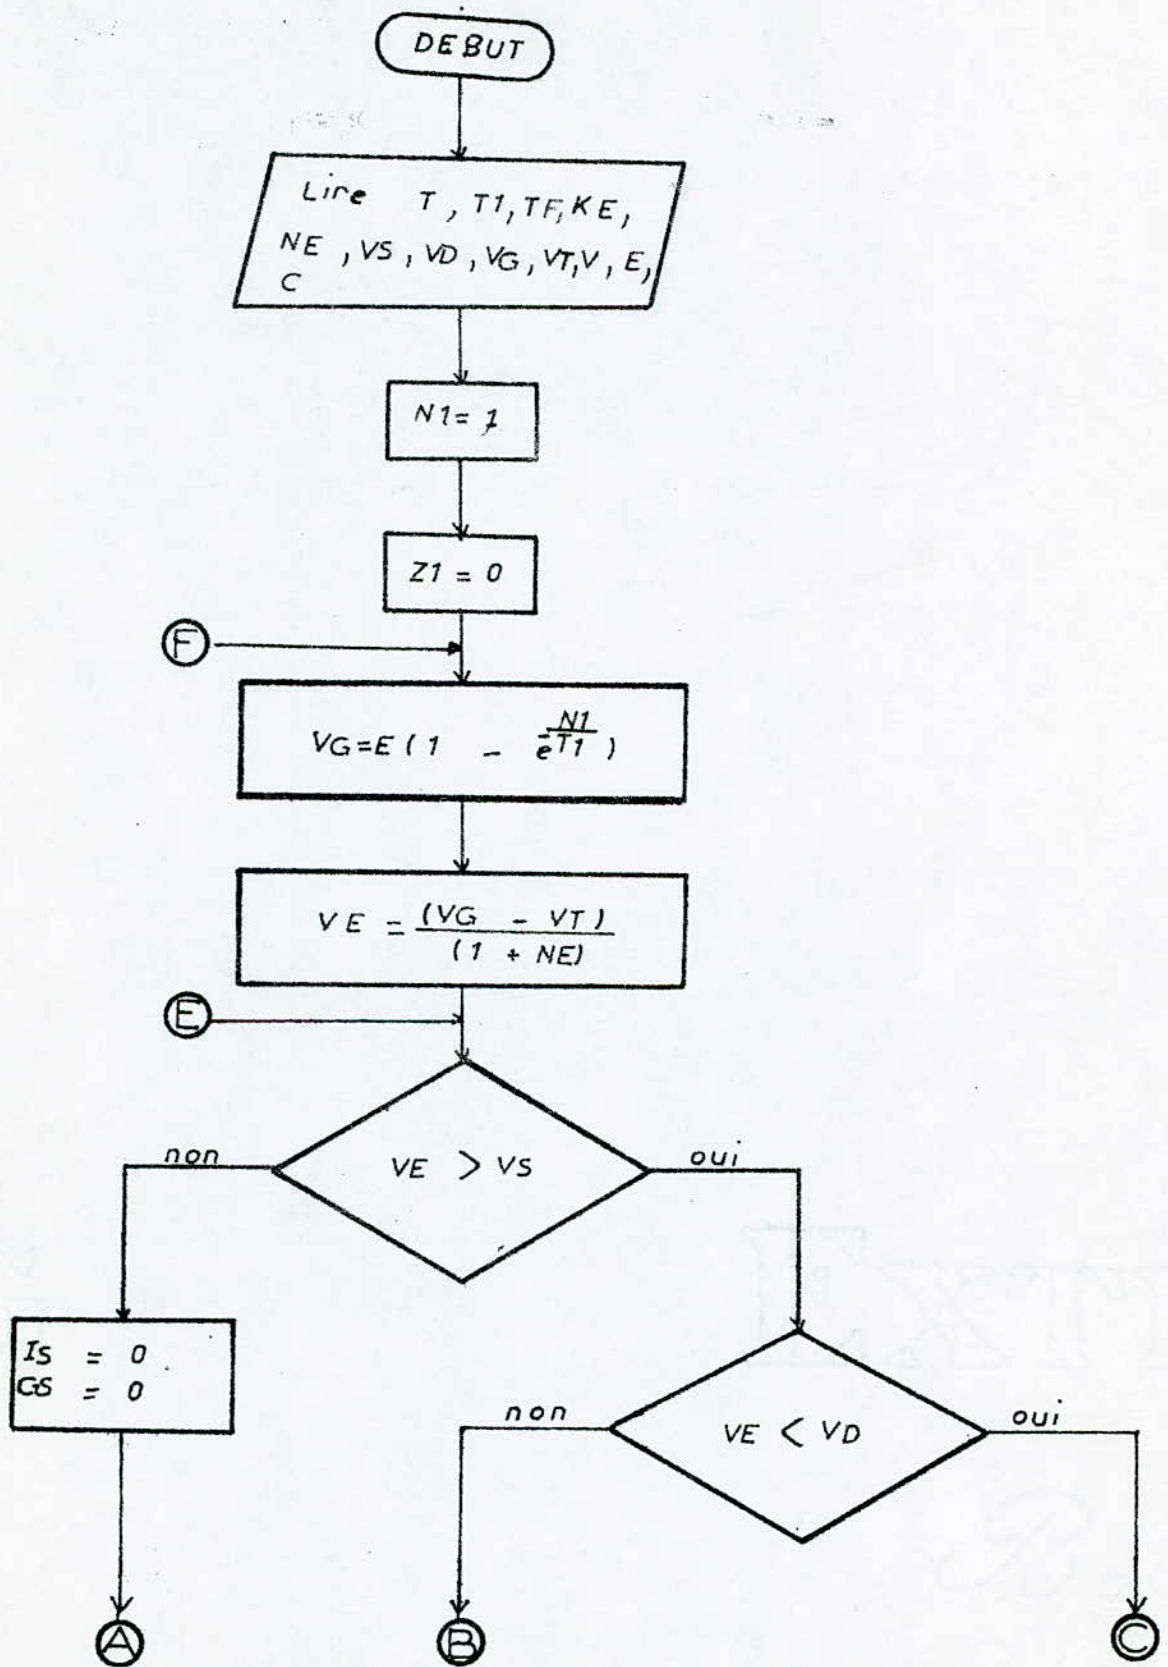 DEBUT
Lire T, T1, TF, KE,
NE, VS, VD, VG, VT, V, E,
C
N1 = 1
Z1 = 0
F
VG = E ( 1 - e^-N1/T1 )
VE = (VG - VT) / (1 + NE)
E
non
VE > VS
oui
IS = 0
GS = 0
non
VE < VD
oui
A
B
C